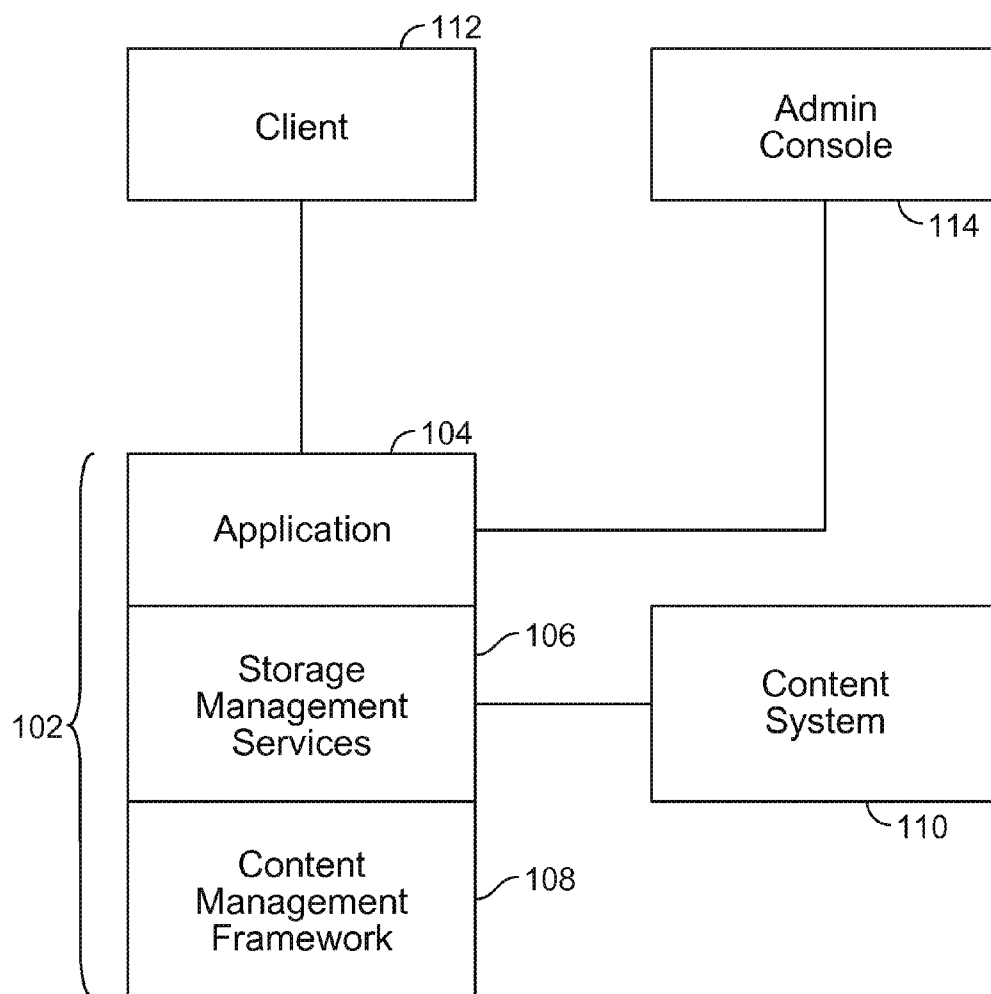 112
Client
Admin
Console
114
104
Application
106
Storage
Management
Services
102
Content
System
110
Content
Management
Framework
108